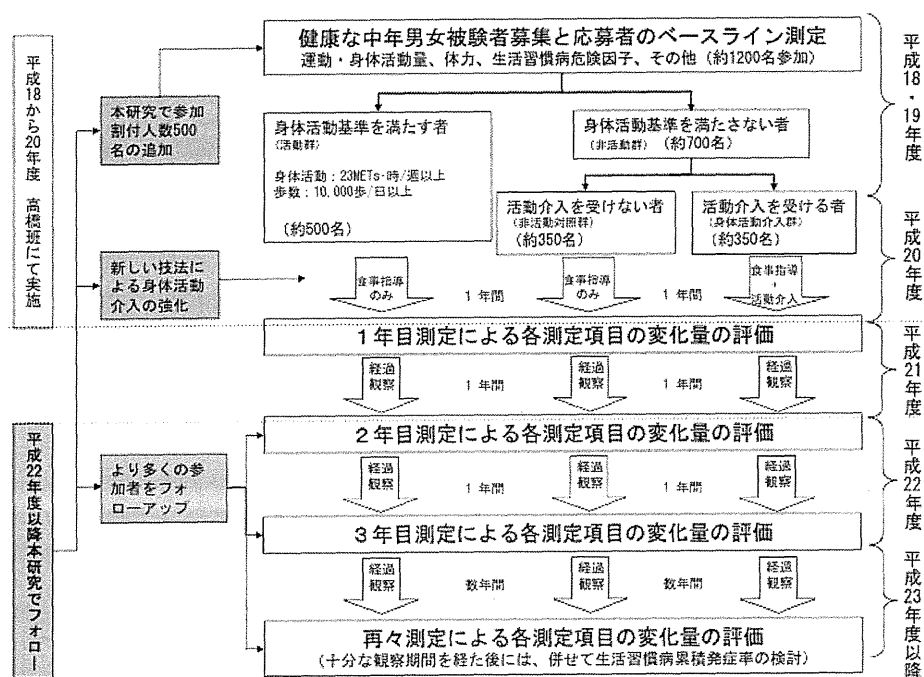 健康な中年男女被験者募集と応募者のベースライン測定
運動・身体活動量、体力、生活習慣病危険因子、その他（約1200名参加）
平成18から20年度　高橋班にて実施
本研究で参加
割付人数500
名の追加
身体活動基準を満たす者
（活動群）
身体活動：23METs・時/週以上
歩数：10,000歩/日以上
（約500名）
身体活動基準を満たさない者
（非活動群）（約700名）
活動介入を受けない者
（非活動対照群）
（約350名）
活動介入を受ける者
（身体活動介入群）
（約350名）
平成18・19年度
新しい技法に
よる身体活動
介入の強化
食事指導
のみ
1年間
食事指導
のみ
1年間
食事指導
+
活動介入
平成20年度
1年目測定による各測定項目の変化量の評価
経過
観察
1年間
経過
観察
1年間
経過
観察
平成21年度
平成22年度以降本研究でフォロー
より多くの参
加者をフォ
ローアップ
2年目測定による各測定項目の変化量の評価
経過
観察
1年間
経過
観察
1年間
経過
観察
平成22年度
3年目測定による各測定項目の変化量の評価
経過
観察
数年間
経過
観察
数年間
経過
観察
平成23年度以降
再々測定による各測定項目の変化量の評価
（十分な観察期間を経た後には、併せて生活習慣病累積発症率の検討）